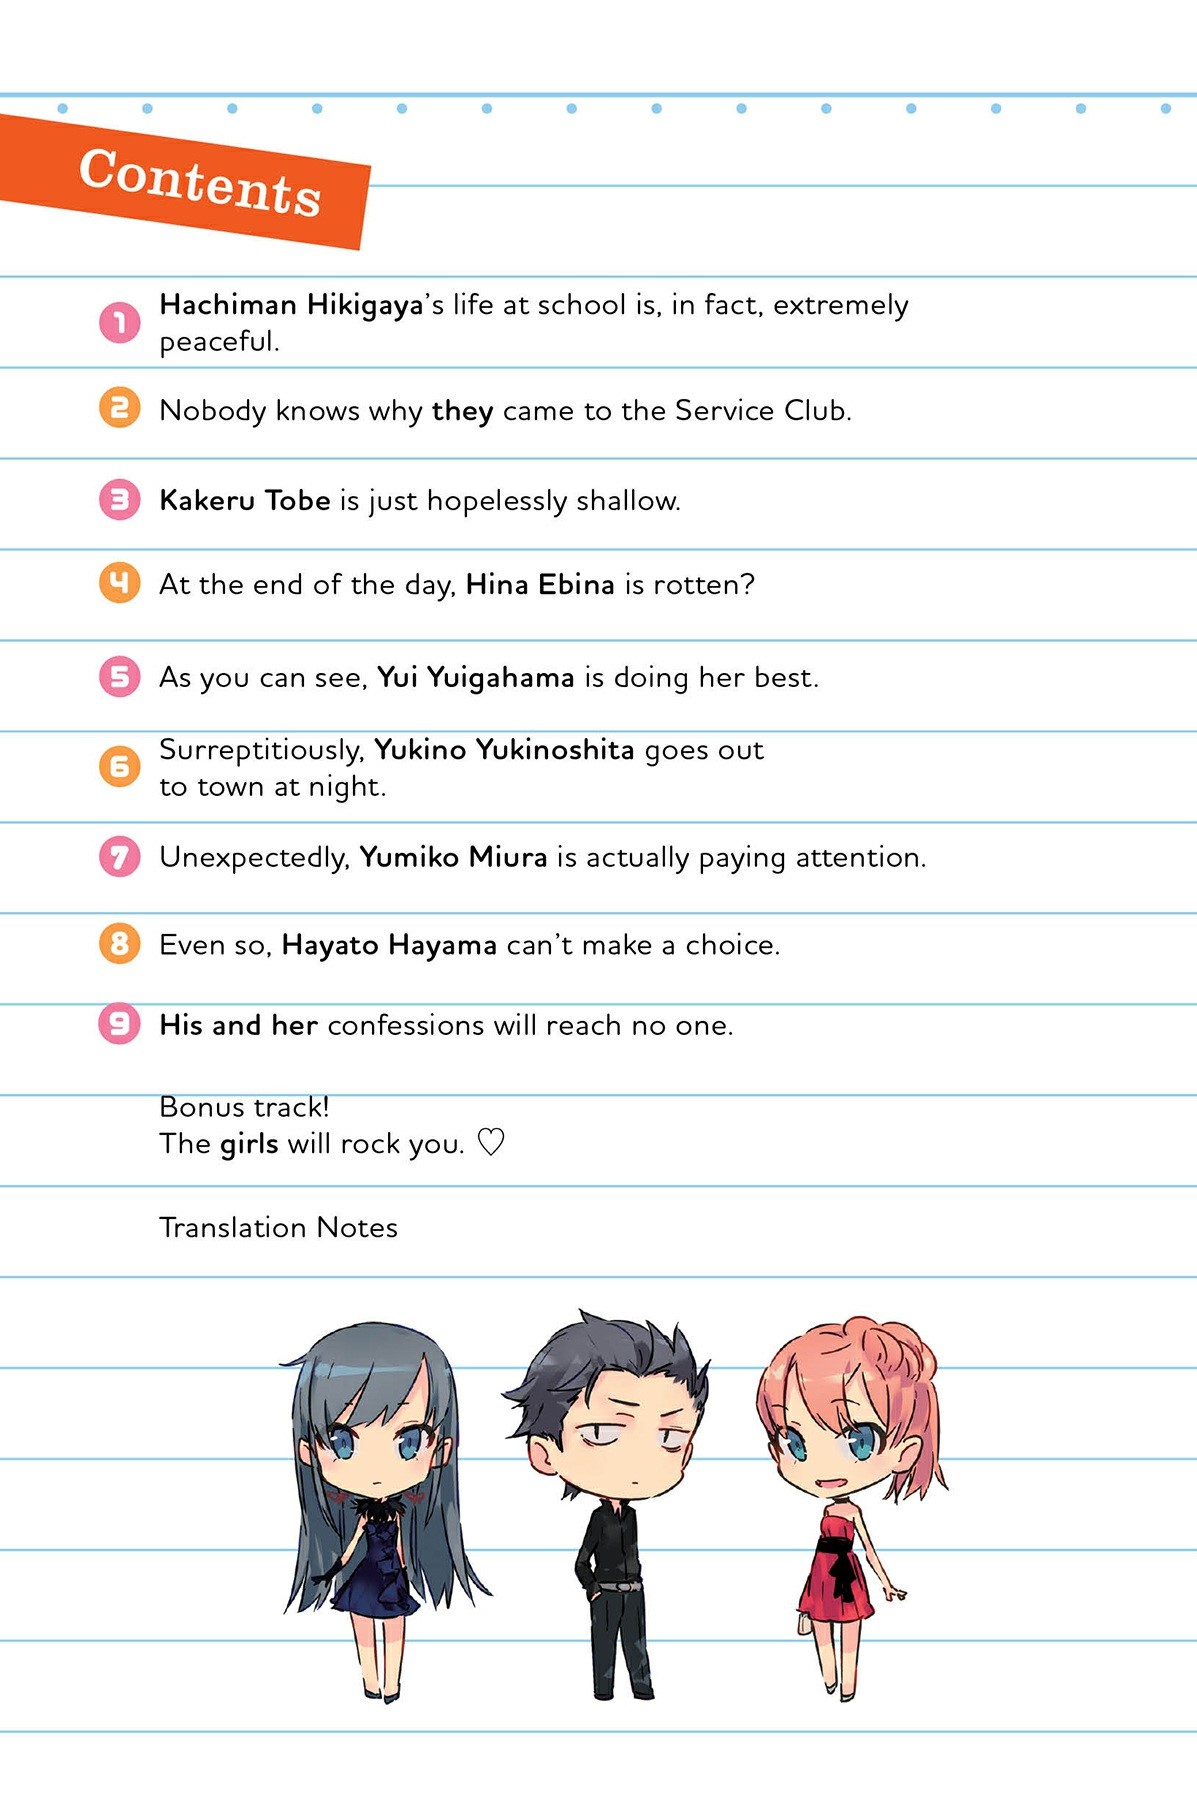 Contents
1 Hachiman Hikigaya’s life at school is, in fact, extremely
peaceful.
2 Nobody knows why they came to the Service Club.
3 Kakeru Tobe is just hopelessly shallow.
4 At the end of the day, Hina Ebina is rotten?
5 As you can see, Yui Yuigahama is doing her best.
6 Surreptitiously, Yukino Yukinoshita goes out
to town at night.
7 Unexpectedly, Yumiko Miura is actually paying attention.
8 Even so, Hayato Hayama can’t make a choice.
9 His and her confessions will reach no one.
Bonus track!
The girls will rock you. ♡
Translation Notes